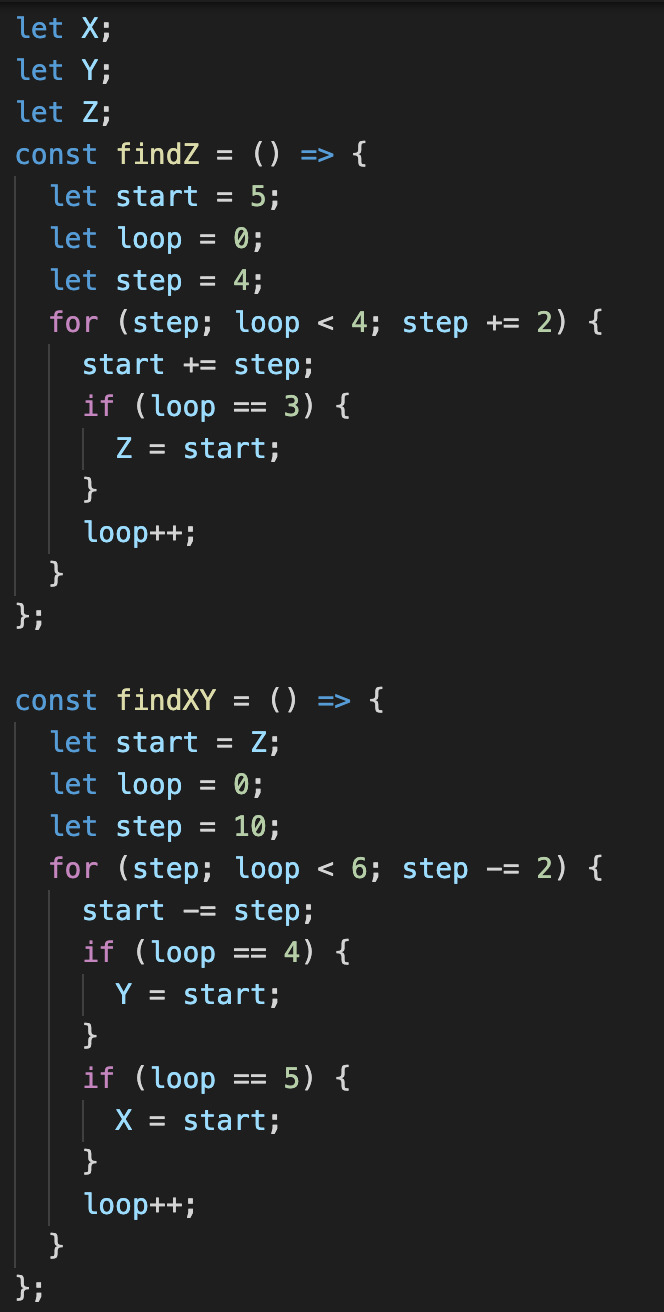 let X;
let Y;
let Z;
const findZ = () => {
  let start = 5;
  let loop = 0;
  let step = 4;
  for (step; loop < 4; step += 2) {
    start += step;
    if (loop == 3) {
      Z = start;
    }
    loop++;
  }
};

const findXY = () => {
  let start = Z;
  let loop = 0;
  let step = 10;
  for (step; loop < 6; step -= 2) {
    start -= step;
    if (loop == 4) {
      Y = start;
    }
    if (loop == 5) {
      X = start;
    }
    loop++;
  }
};